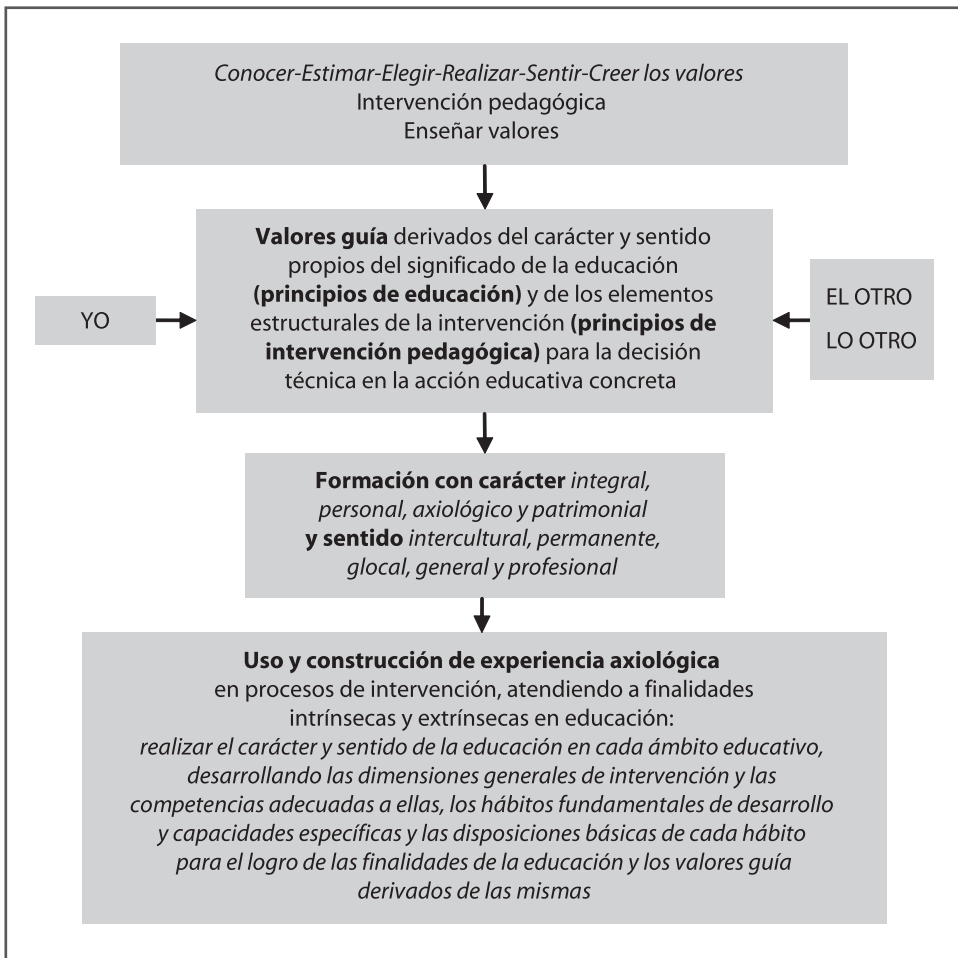 Conocer-Estimar-Elegir-Realizar-Sentir-Creer los valores
Intervención pedagógica
Enseñar valores
Valores guía derivados del carácter y sentido
propios del significado de la educación
(principios de educación) y de los elementos
estructurales de la intervención (principios de
intervención pedagógica) para la decisión
técnica en la acción educativa concreta
YO
EL OTRO
LO OTRO
Formación con carácter integral,
personal, axiológico y patrimonial
y sentido intercultural, permanente,
glocal, general y profesional
Uso y construcción de experiencia axiológica
en procesos de intervención, atendiendo a finalidades
intrínsecas y extrínsecas en educación:
realizar el carácter y sentido de la educación en cada ámbito educativo,
desarrollando las dimensiones generales de intervención y las
competencias adecuadas a ellas, los hábitos fundamentales de desarrollo
y capacidades específicas y las disposiciones básicas de cada hábito
para el logro de las finalidades de la educación y los valores guía
derivados de las mismas